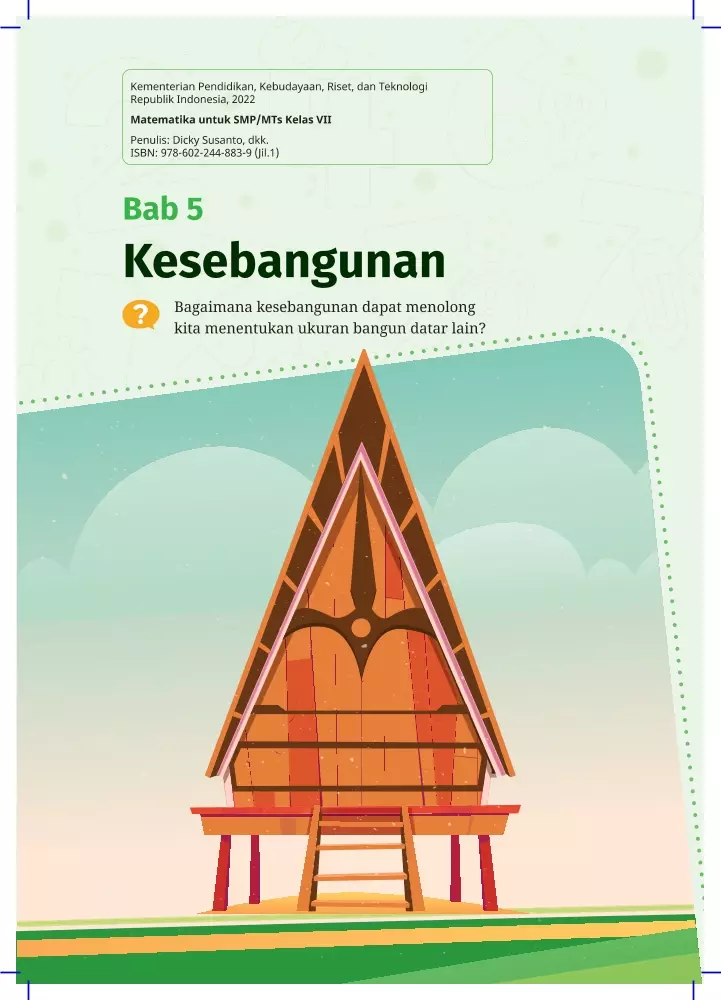 Kementerian Pendidikan, Kebudayaan, Riset, dan Teknologi
Republik Indonesia, 2022
Matematika untuk SMP/MTs Kelas VII
Penulis: Dicky Susanto, dkk.
ISBN: 978-602-244-883-9 (Jil.1)
Bab 5
Kesebangunan
?
Bagaimana kesebangunan dapat menolong
kita menentukan ukuran bangun datar lain?